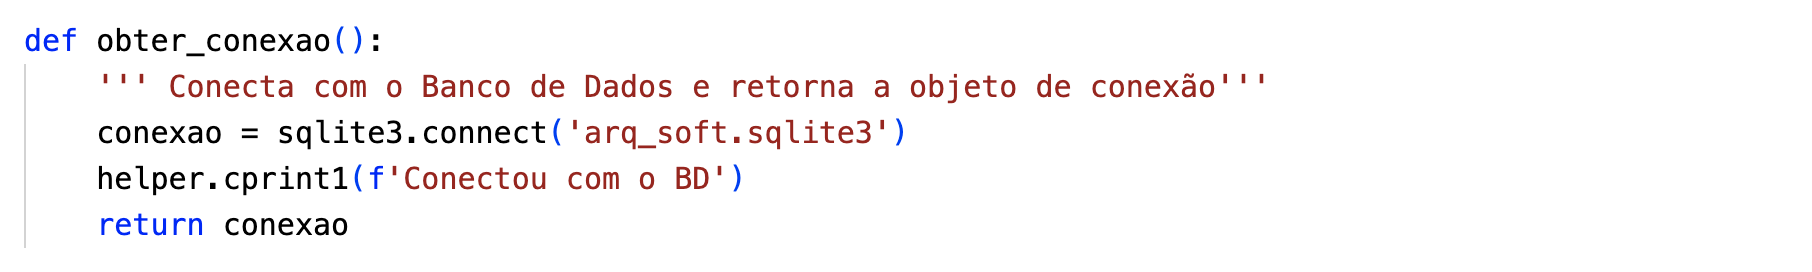 def obter_conexao():
    ''' Conecta com o Banco de Dados e retorna a objeto de conexão'''
    conexao = sqlite3.connect('arq_soft.sqlite3')
    helper.cprint1(f'Conectou com o BD')
    return conexao